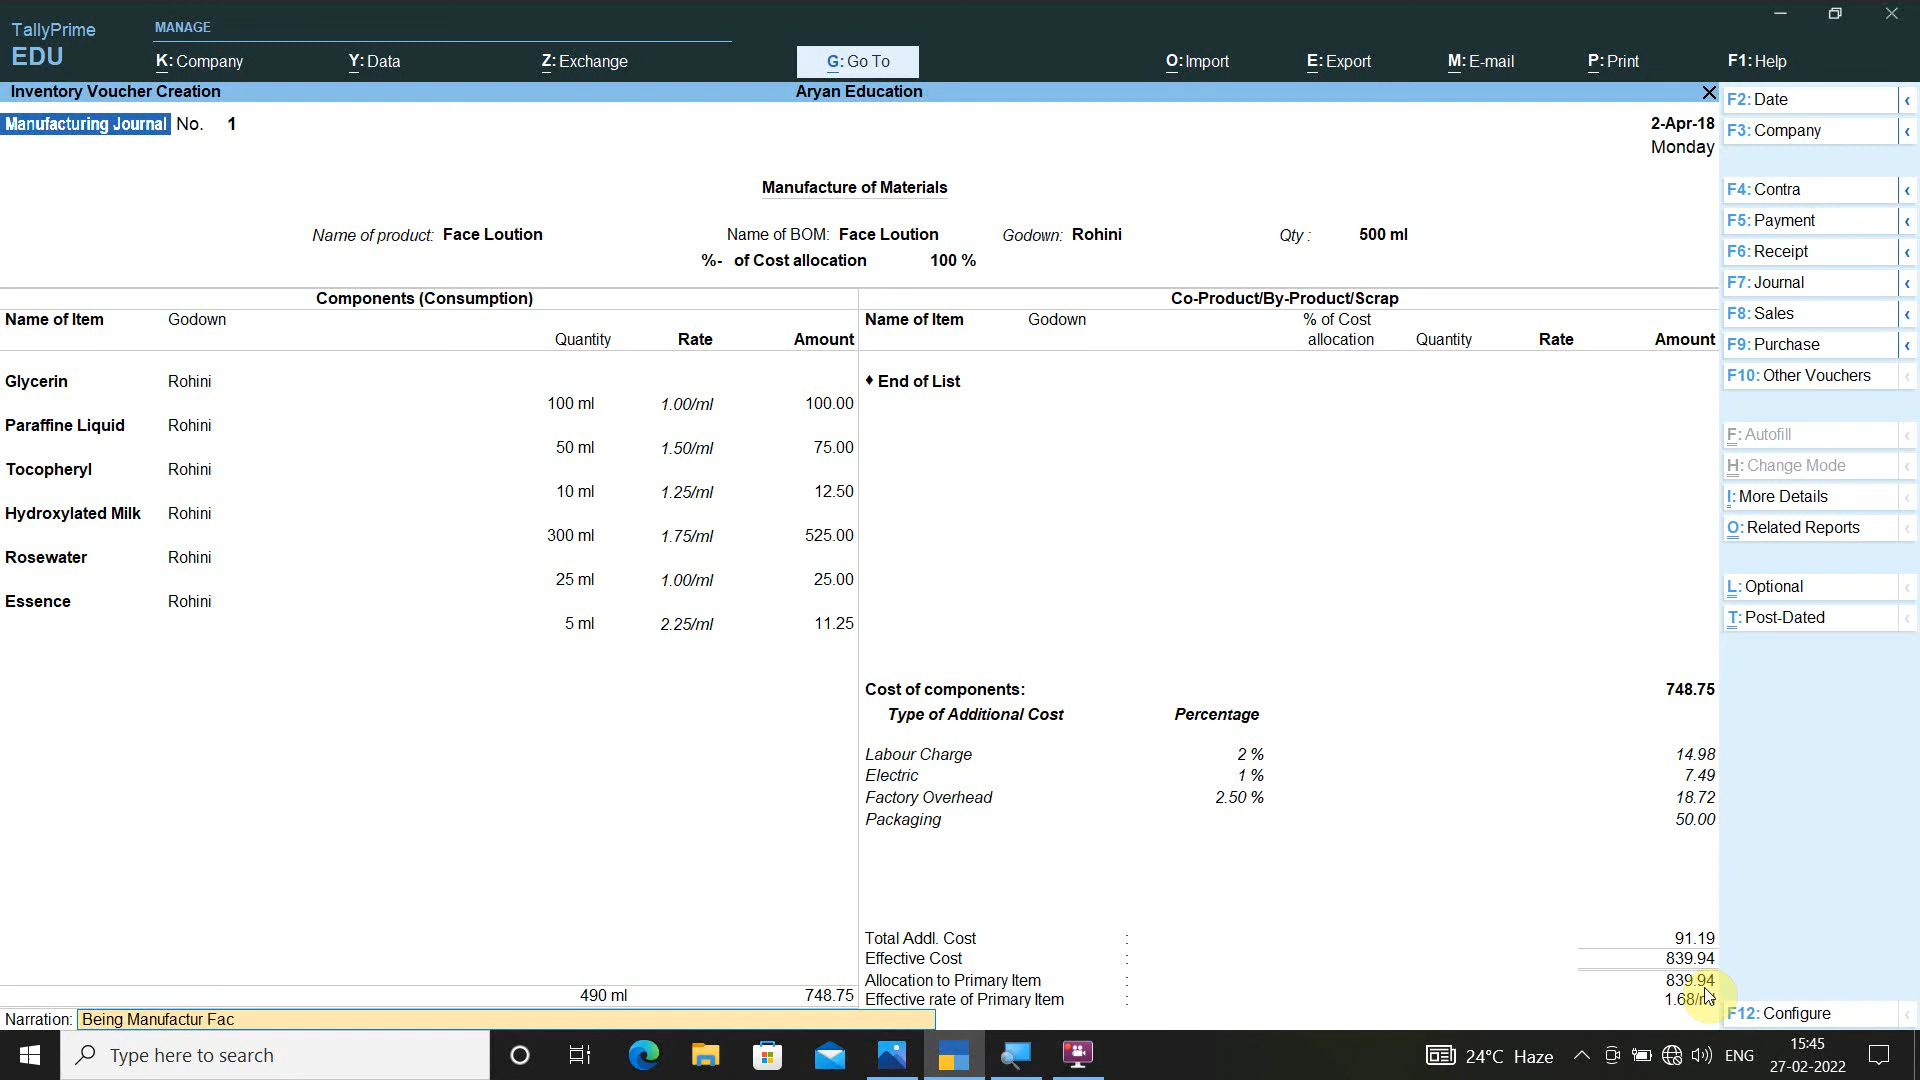 TallyPrime
EDU
MANAGE
K: Company
Y: Data
Z: Exchange
G: Go To
O: Import
E: Export
M: E-mail
P: Print
F1: Help
Inventory Voucher Creation
Aryan Education
Manufacturing Journal No. 1
2-Apr-18
Monday
Manufacture of Materials
Name of product: Face Loution
Name of BOM: Face Loution
Godown: Rohini
Qty : 500 ml
%- of Cost allocation 100 %
Components (Consumption)
Name of Item Godown
Quantity Rate Amount
Glycerin Rohini
100 ml 1.00/ml 100.00
Paraffine Liquid Rohini
50 ml 1.50/ml 75.00
Tocopheryl Rohini
10 ml 1.25/ml 12.50
Hydroxylated Milk Rohini
300 ml 1.75/ml 525.00
Rosewater Rohini
25 ml 1.00/ml 25.00
Essence Rohini
5 ml 2.25/ml 11.25
490 ml 748.75
Co-Product/By-Product/Scrap
Name of Item Godown % of Cost
allocation Quantity Rate Amount
♦ End of List
Cost of components: 748.75
Type of Additional Cost Percentage
Labour Charge 2 % 14.98
Electric 1 % 7.49
Factory Overhead 2.50 % 18.72
Packaging 50.00
Total Addl. Cost : 91.19
Effective Cost : 839.94
Allocation to Primary Item : 839.94
Effective rate of Primary Item : 1.68/
Narration: Being Manufactur Fac
F2: Date
F3: Company
F4: Contra
F5: Payment
F6: Receipt
F7: Journal
F8: Sales
F9: Purchase
F10: Other Vouchers
F: Autofill
H: Change Mode
I: More Details
O: Related Reports
L: Optional
T: Post-Dated
F12: Configure
Type here to search
24°C Haze
ENG
15:45
27-02-2022